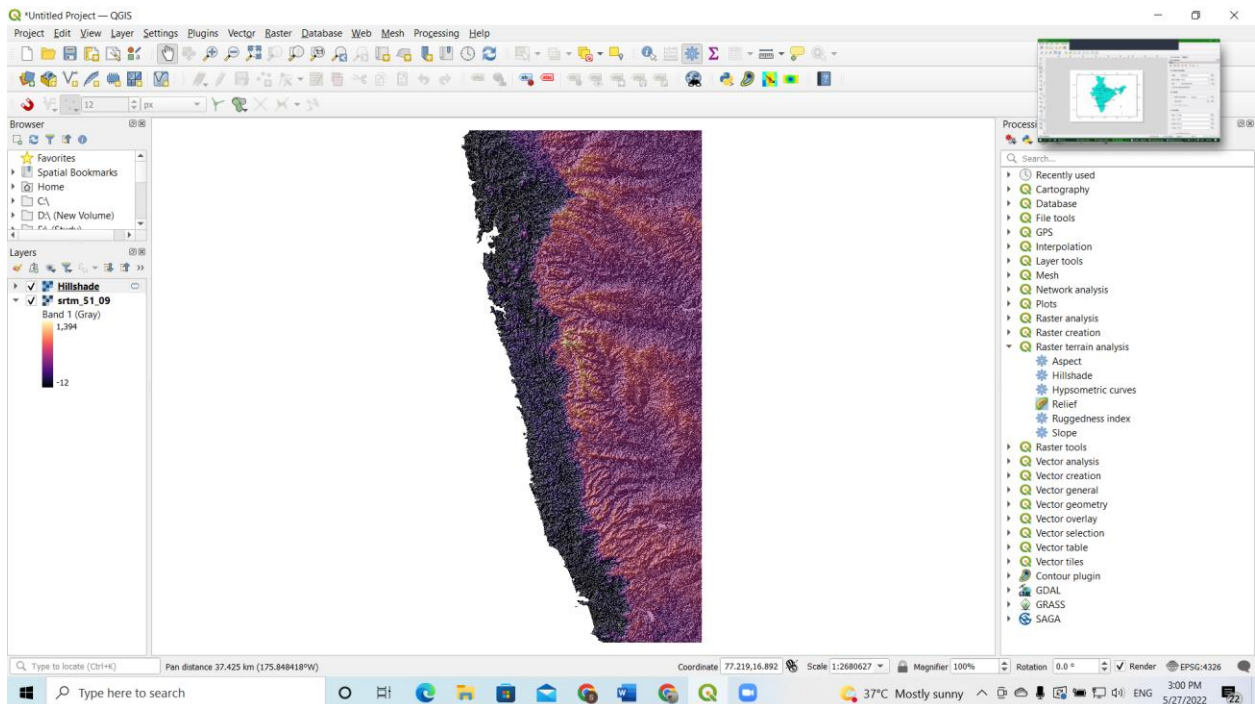 *Untitled Project — QGIS
Project Edit View Layer Settings Plugins Vector Raster Database Web Mesh Processing Help
12 px
Browser
Favorites
Spatial Bookmarks
Home
C:\
D:\ (New Volume)
E:\ (Study)
Layers
Hillshade
srtm_51_09
Band 1 (Gray)
1,394
-12
Search...
Recently used
Cartography
Database
File tools
GPS
Interpolation
Layer tools
Mesh
Network analysis
Plots
Raster analysis
Raster creation
Raster terrain analysis
Aspect
Hillshade
Hypsometric curves
Relief
Ruggedness index
Slope
Raster tools
Vector analysis
Vector creation
Vector general
Vector geometry
Vector overlay
Vector selection
Vector table
Vector tiles
Contour plugin
GDAL
GRASS
SAGA
Type to locate (Ctrl+K) Pan distance 37.425 km (175.848418°W) Coordinate 77.219,16.892 Scale 1:2680627 Magnifier 100% Rotation 0.0 ° Render EPSG:4326
Type here to search 37°C Mostly sunny ENG 3:00 PM
5/27/2022 22